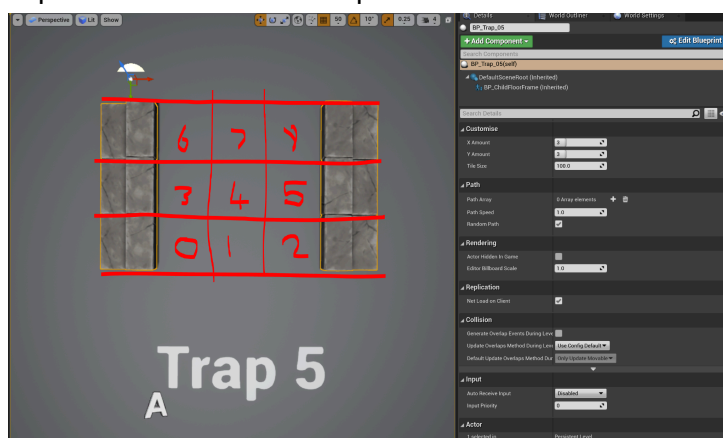 Perspective Lit Show 50 10° 0.25 4
Details World Outliner World Settings
BP_Trap_05
+ Add Component Edit Blueprint
Search Components
BP_Trap_05(self)
DefaultSceneRoot (Inherited)
BP_ChildFloorFrame (Inherited)
Search Details
Customise
X Amount 3
Y Amount 3
Tile Size 100.0
Path
Path Array 0 Array elements
Path Speed 1.0
Random Path
Rendering
Actor Hidden In Game
Editor Billboard Scale 1.0
Replication
Net Load on Client
Collision
Generate Overlap Events During Leve
Update Overlaps Method During Leve Use Config Default
Default Update Overlaps Method Dur Only Update Movable
Input
Auto Receive Input Disabled
Input Priority 0
Actor
1 selected in Persistent Level
6 7
3 4 5
0 1 2
Trap 5
A